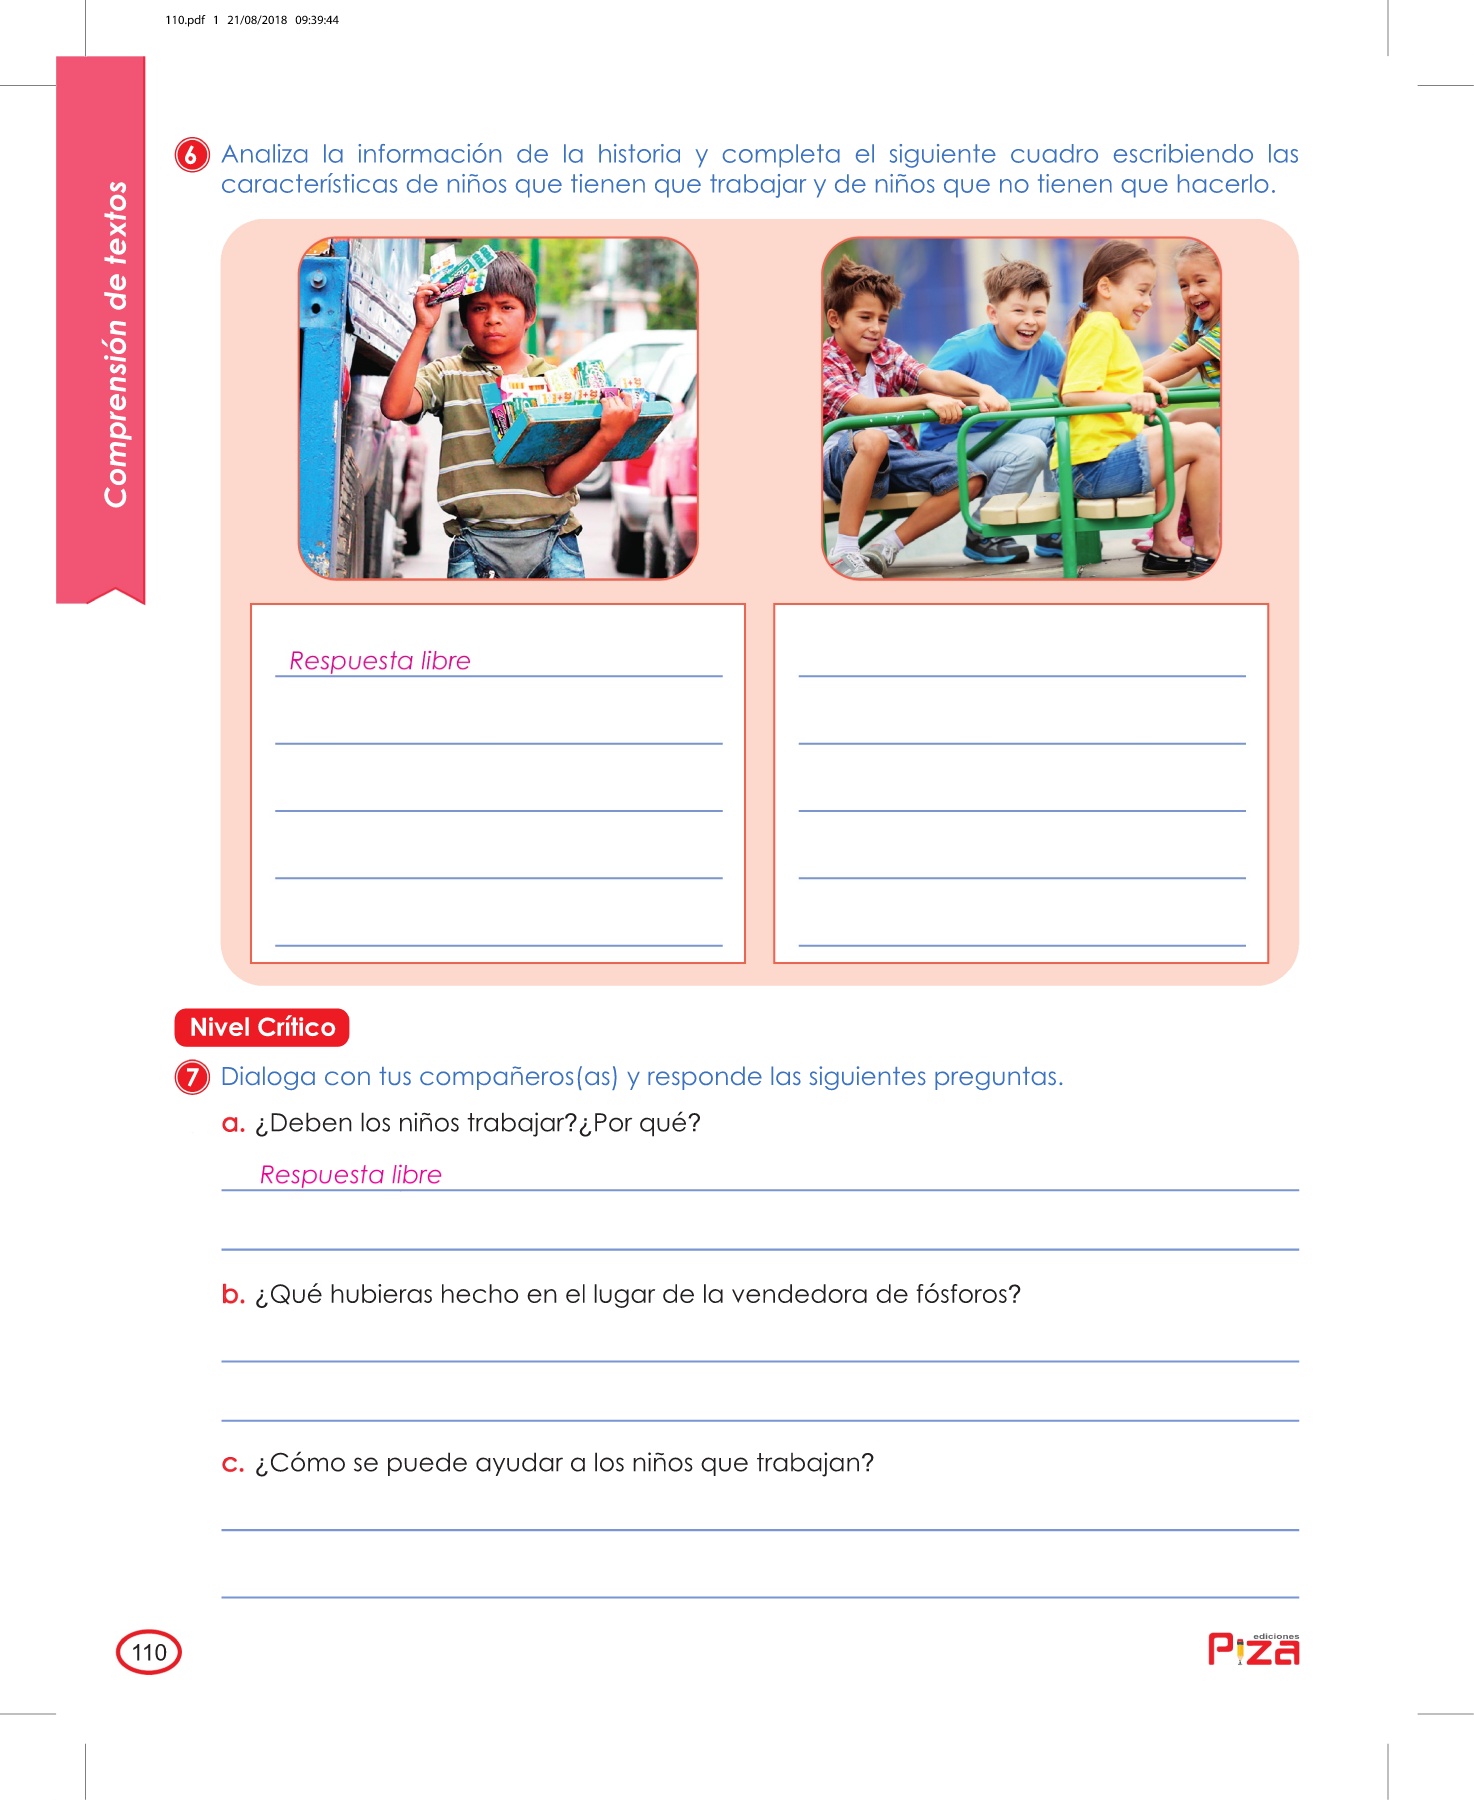 110.pdf 1 21/08/2018 09:39:44
Comprensión de textos
6 Analiza la información de la historia y completa el siguiente cuadro escribiendo las
características de niños que tienen que trabajar y de niños que no tienen que hacerlo.
Respuesta libre
Nivel Crítico
7 Dialoga con tus compañeros(as) y responde las siguientes preguntas.
a. ¿Deben los niños trabajar?¿Por qué?
Respuesta libre
b. ¿Qué hubieras hecho en el lugar de la vendedora de fósforos?
c. ¿Cómo se puede ayudar a los niños que trabajan?
110
ediciones
Piza